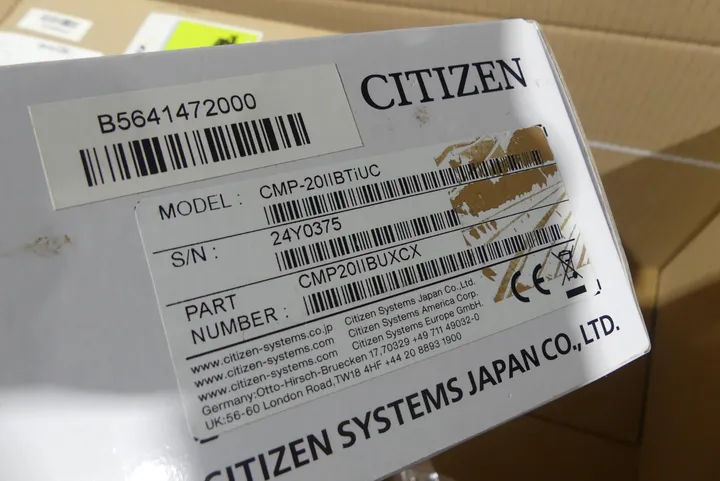 CITIZEN
B5641472000
MODEL : CMP-20IIBTiUC
S/N : 24Y0375
PART NUMBER : CMP20IIBUXCX
www.citizen-systems.co.jp Citizen Systems Japan Co.,Ltd.
www.citizen-systems.com Citizen Systems America Corp.
www.citizen-systems.com Citizen Systems Europe GmbH.
Germany:Otto-Hirsch-Bruecken 17,70329 +49 711 49032-0
UK:56-60 London Road,TW18 4HF +44 20 8893 1900
CE
CITIZEN SYSTEMS JAPAN CO.,LTD.